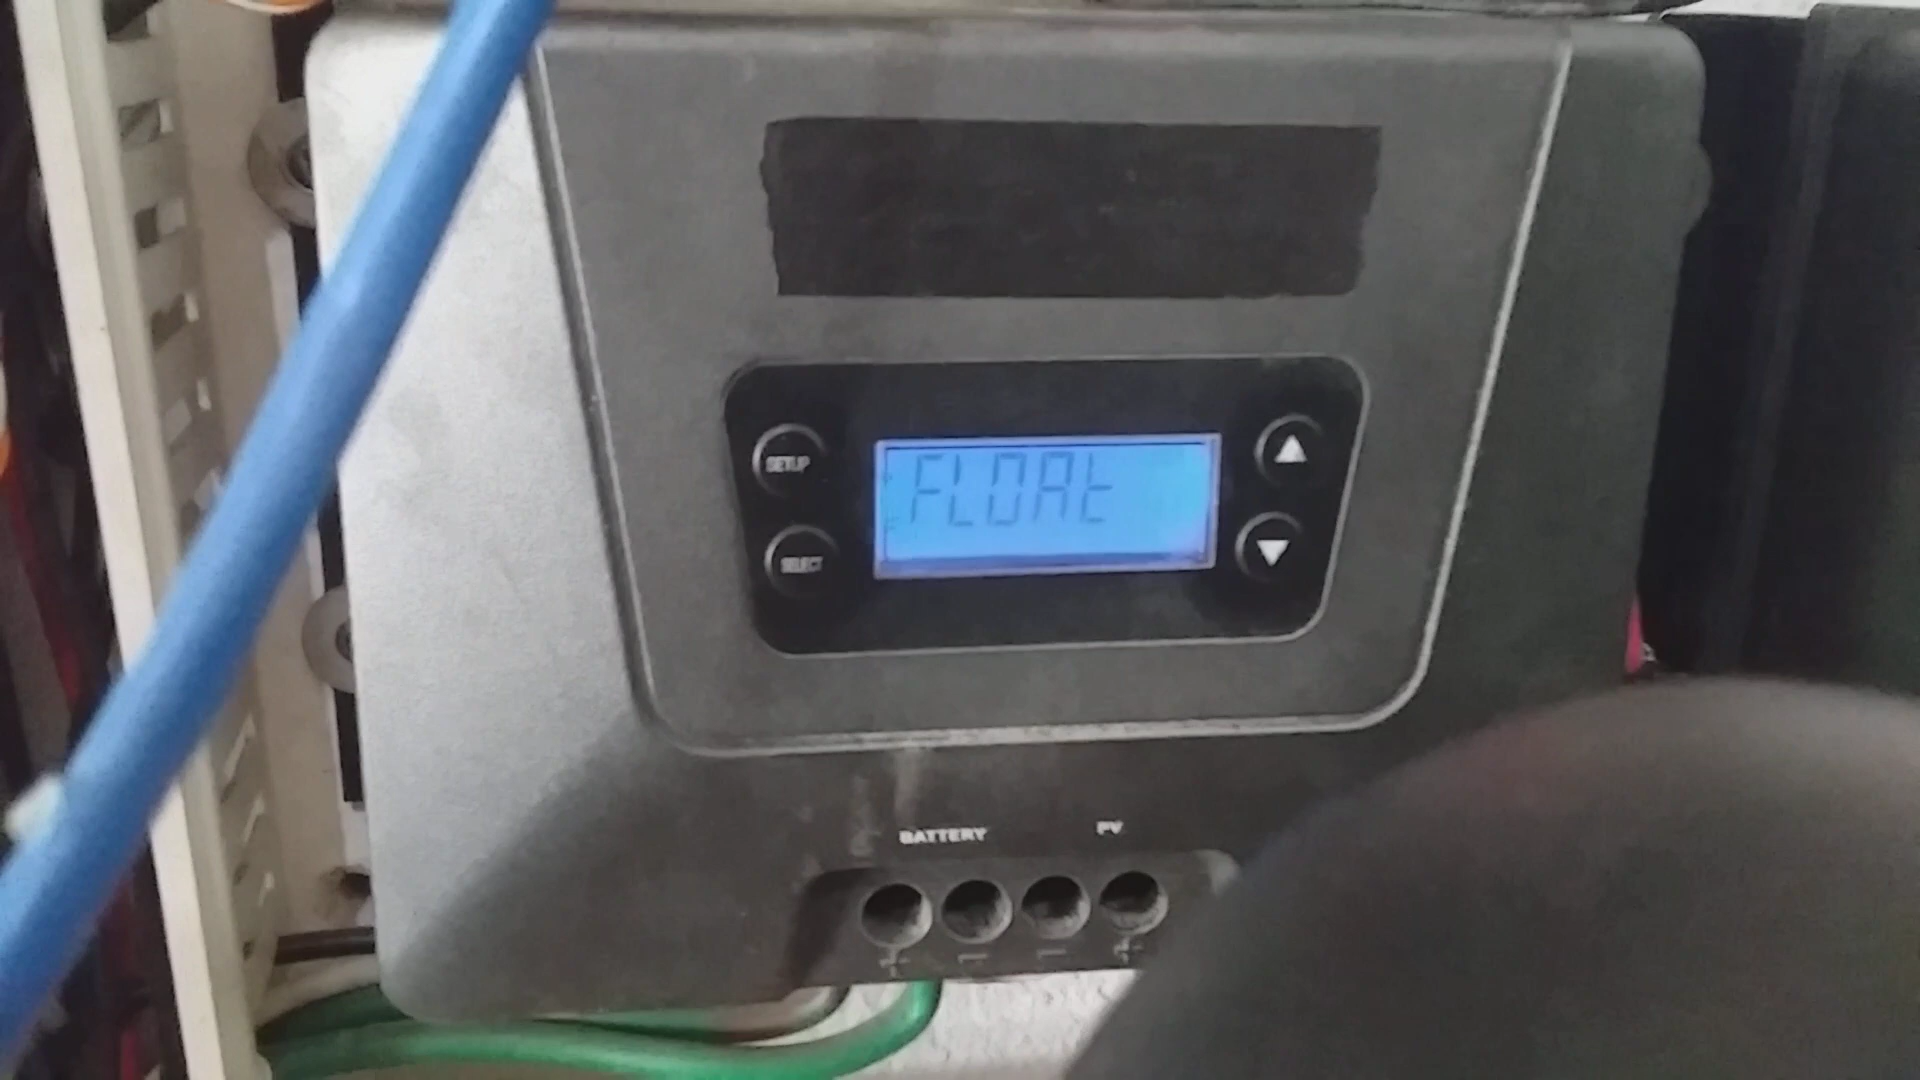 SETUP
FLOAt
SELECT
BATTERY PV
+ - - +